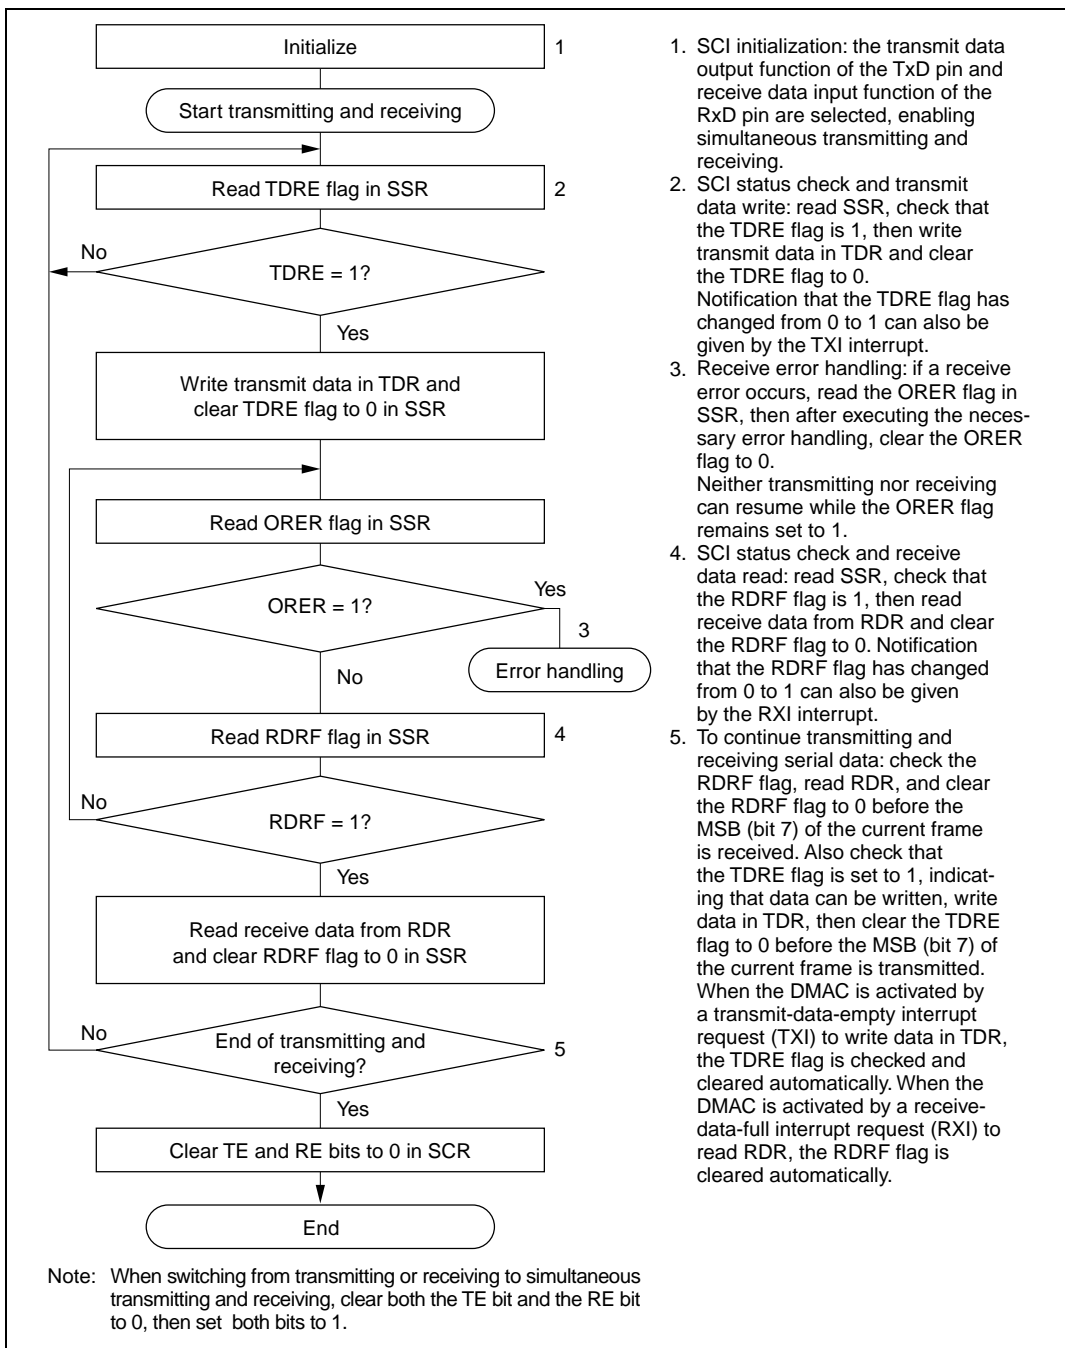 Initialize
1
Start transmitting and receiving
Read TDRE flag in SSR
2
No
TDRE = 1?
Yes
Write transmit data in TDR and
clear TDRE flag to 0 in SSR
Read ORER flag in SSR
Yes
ORER = 1?
3
Error handling
No
Read RDRF flag in SSR
4
No
RDRF = 1?
Yes
Read receive data from RDR
and clear RDRF flag to 0 in SSR
No
End of transmitting and
receiving?
5
Yes
Clear TE and RE bits to 0 in SCR
End
1. SCI initialization: the transmit data
output function of the TxD pin and
receive data input function of the
RxD pin are selected, enabling
simultaneous transmitting and
receiving.
2. SCI status check and transmit
data write: read SSR, check that
the TDRE flag is 1, then write
transmit data in TDR and clear
the TDRE flag to 0.
Notification that the TDRE flag has
changed from 0 to 1 can also be
given by the TXI interrupt.
3. Receive error handling: if a receive
error occurs, read the ORER flag in
SSR, then after executing the neces-
sary error handling, clear the ORER
flag to 0.
Neither transmitting nor receiving
can resume while the ORER flag
remains set to 1.
4. SCI status check and receive
data read: read SSR, check that
the RDRF flag is 1, then read
receive data from RDR and clear
the RDRF flag to 0. Notification
that the RDRF flag has changed
from 0 to 1 can also be given
by the RXI interrupt.
5. To continue transmitting and
receiving serial data: check the
RDRF flag, read RDR, and clear
the RDRF flag to 0 before the
MSB (bit 7) of the current frame
is received. Also check that
the TDRE flag is set to 1, indicat-
ing that data can be written, write
data in TDR, then clear the TDRE
flag to 0 before the MSB (bit 7) of
the current frame is transmitted.
When the DMAC is activated by
a transmit-data-empty interrupt
request (TXI) to write data in TDR,
the TDRE flag is checked and
cleared automatically. When the
DMAC is activated by a receive-
data-full interrupt request (RXI) to
read RDR, the RDRF flag is
cleared automatically.
Note: When switching from transmitting or receiving to simultaneous
transmitting and receiving, clear both the TE bit and the RE bit
to 0, then set both bits to 1.